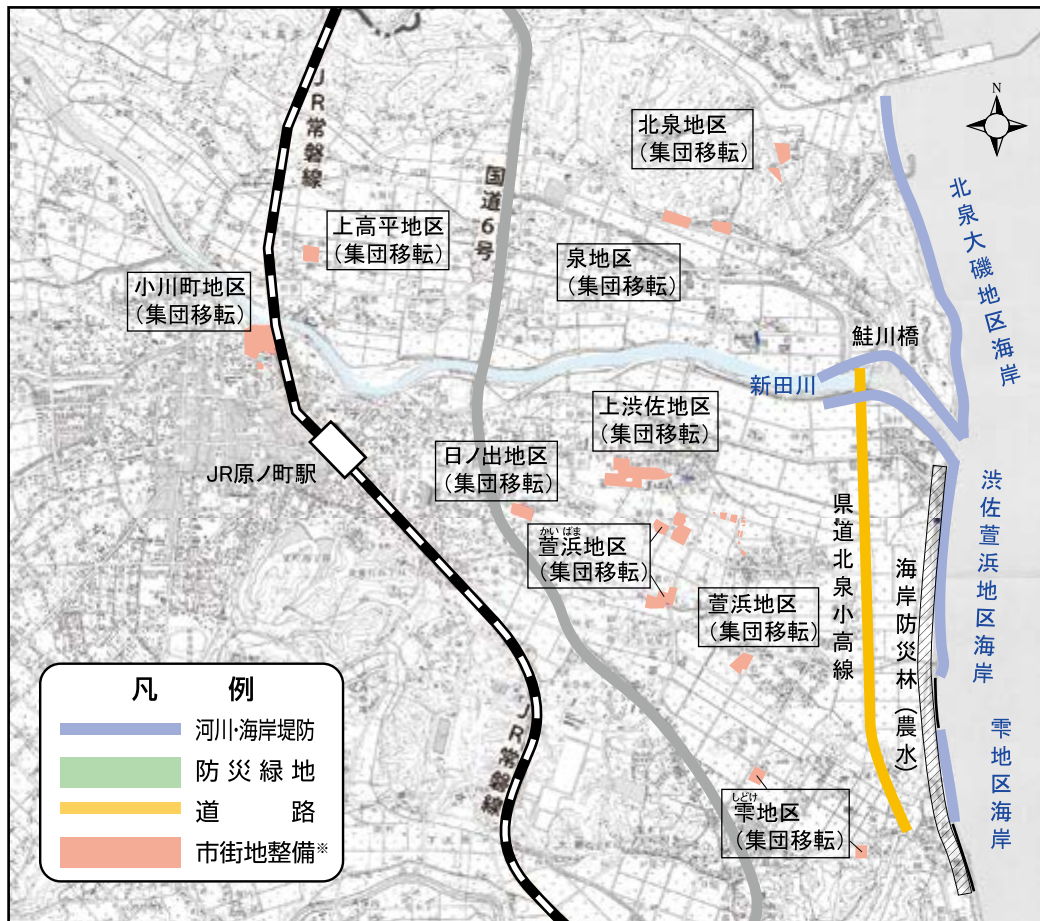 N
北泉地区
(集団移転)
JR常磐線
国道6号
北泉大磯地区海岸
上高平地区
(集団移転)
泉地区
(集団移転)
小川町地区
(集団移転)
鮭川橋
新田川
上渋佐地区
(集団移転)
日ノ出地区
(集団移転)
JR原ノ町駅
かいばま
萱浜地区
(集団移転)
萱浜地区
(集団移転)
県道北泉小高線
海岸防災林(農水)
渋佐萱浜地区海岸
雫地区海岸
JR常磐線
しどけ
雫地区
(集団移転)
凡例
河川・海岸堤防
防災緑地
道路
市街地整備※